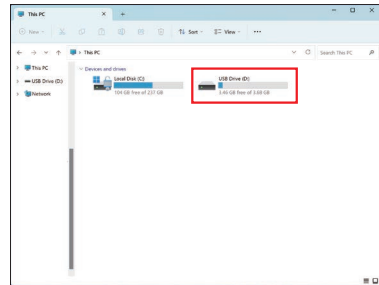 This PC
New
Sort
View
This PC
Search This PC
This PC
USB Drive (D:)
Network
Devices and drives
Local Disk (C:)
104 GB free of 237 GB
USB Drive (D:)
3.46 GB free of 3.69 GB